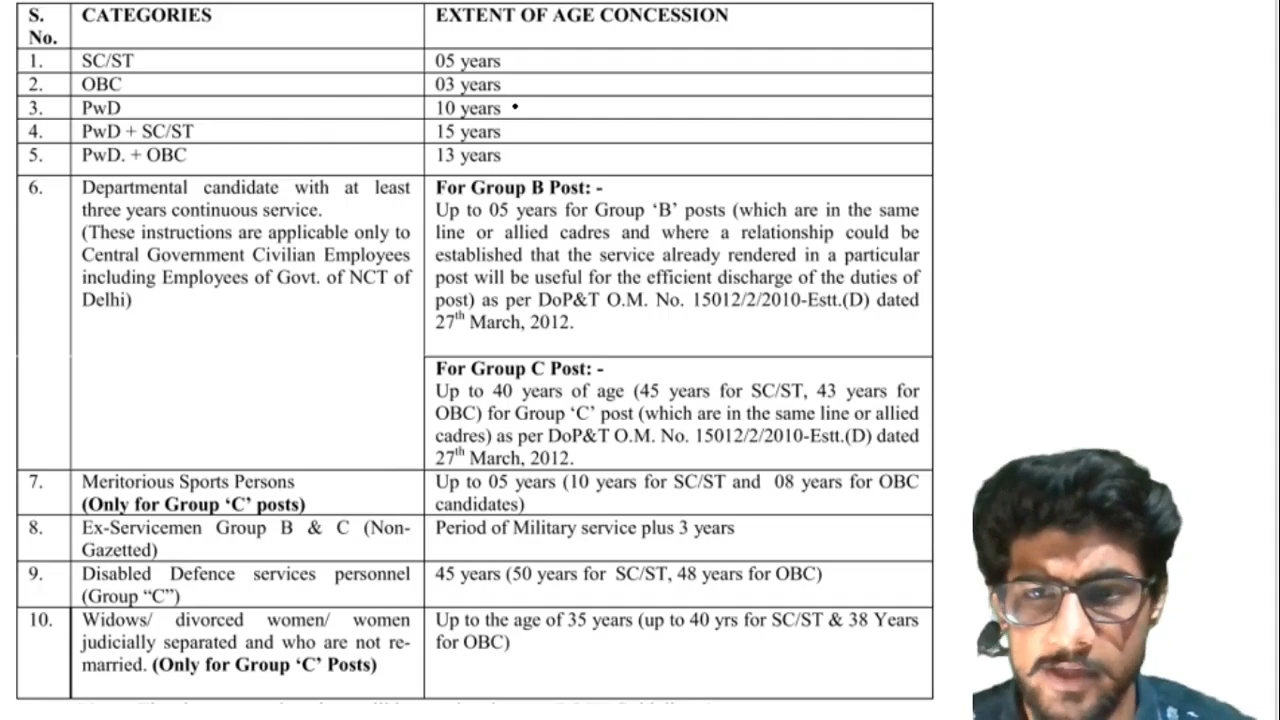 S. No. CATEGORIES EXTENT OF AGE CONCESSION
1. SC/ST 05 years
2. OBC 03 years
3. PwD 10 years
4. PwD + SC/ST 15 years
5. PwD. + OBC 13 years
6. Departmental candidate with at least
three years continuous service.
(These instructions are applicable only to
Central Government Civilian Employees
including Employees of Govt. of NCT of
Delhi)
For Group B Post: -
Up to 05 years for Group ‘B’ posts (which are in the same
line or allied cadres and where a relationship could be
established that the service already rendered in a particular
post will be useful for the efficient discharge of the duties of
post) as per DoP&T O.M. No. 15012/2/2010-Estt.(D) dated
27th March, 2012.
For Group C Post: -
Up to 40 years of age (45 years for SC/ST, 43 years for
OBC) for Group ‘C’ post (which are in the same line or allied
cadres) as per DoP&T O.M. No. 15012/2/2010-Estt.(D) dated
27th March, 2012.
7. Meritorious Sports Persons
(Only for Group ‘C’ posts)
Up to 05 years (10 years for SC/ST and 08 years for OBC
candidates)
8. Ex-Servicemen Group B & C (Non-
Gazetted)
Period of Military service plus 3 years
9. Disabled Defence services personnel
(Group “C”)
45 years (50 years for SC/ST, 48 years for OBC)
10. Widows/ divorced women/ women
judicially separated and who are not re-
married. (Only for Group ‘C’ Posts)
Up to the age of 35 years (up to 40 yrs for SC/ST & 38 Years
for OBC)